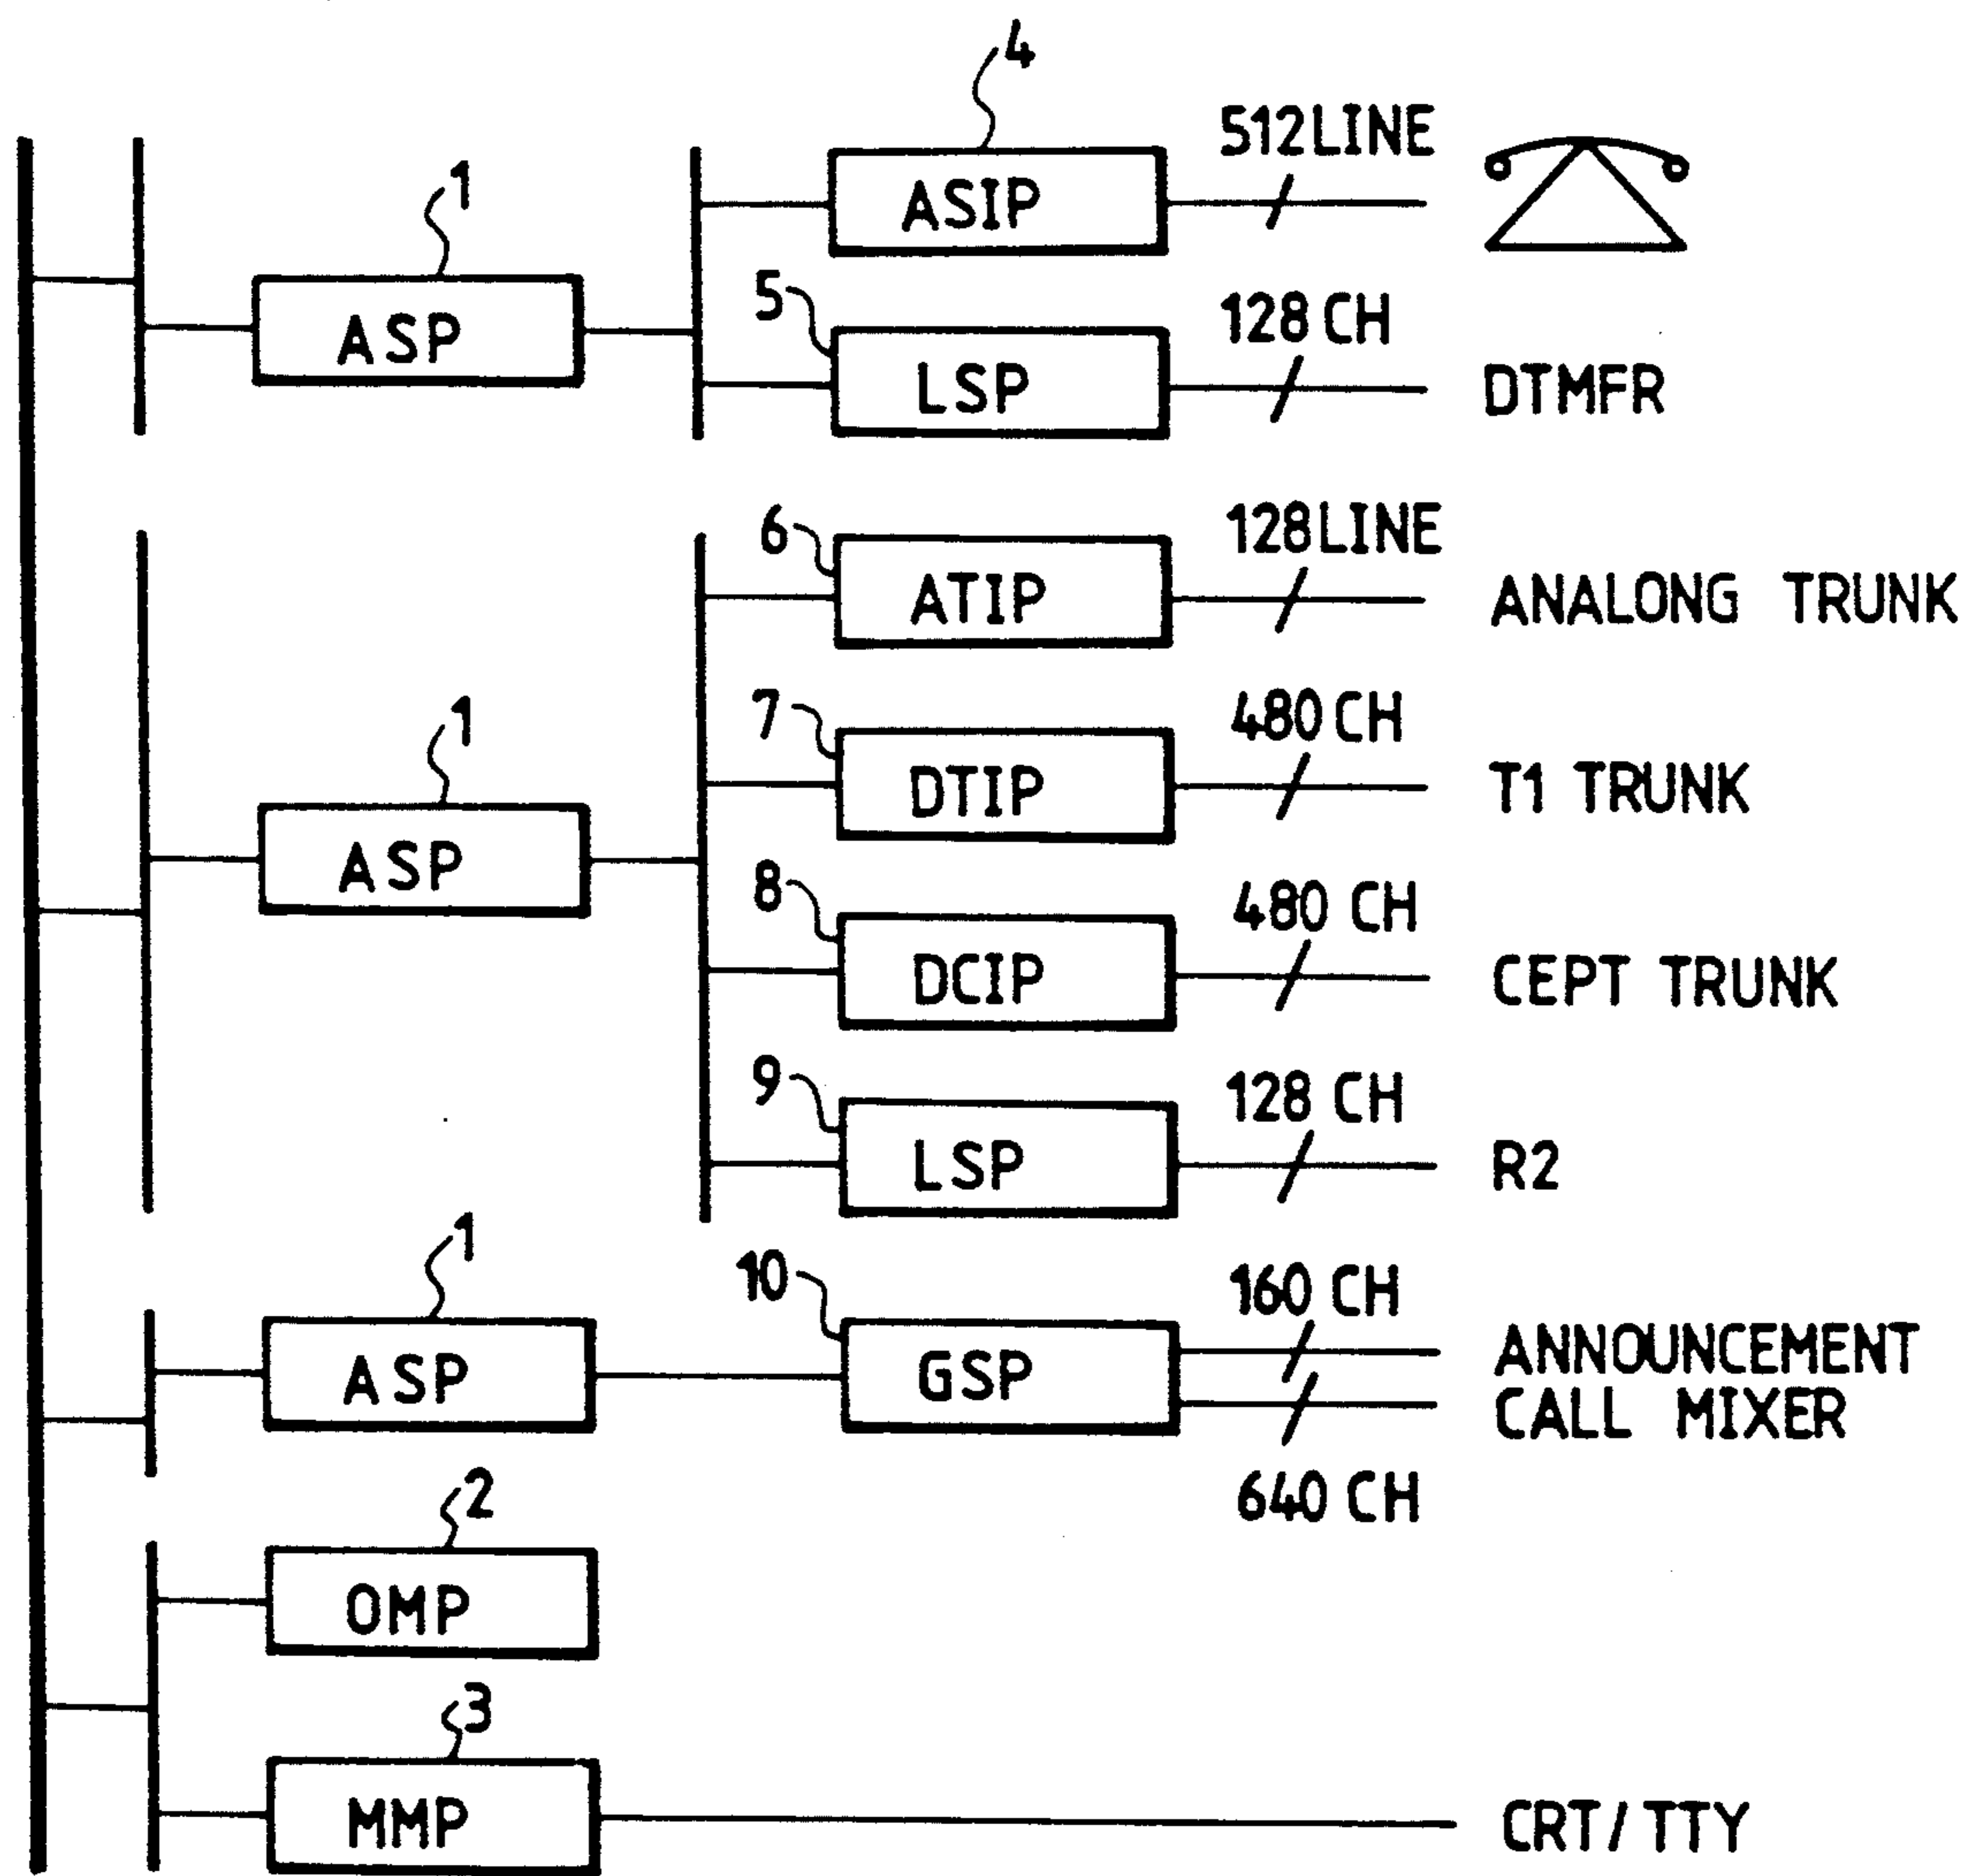 4
512LINE
1
ASIP
5
128 CH
ASP
LSP
DTMFR
6
128LINE
ATIP
ANALONG TRUNK
7
480 CH
1
DTIP
T1 TRUNK
ASP
8
480 CH
DCIP
CEPT TRUNK
9
128 CH
LSP
R2
1
10
160 CH
ASP
GSP
ANNOUNCEMENT
CALL MIXER
2
640 CH
OMP
3
MMP
CRT/TTY